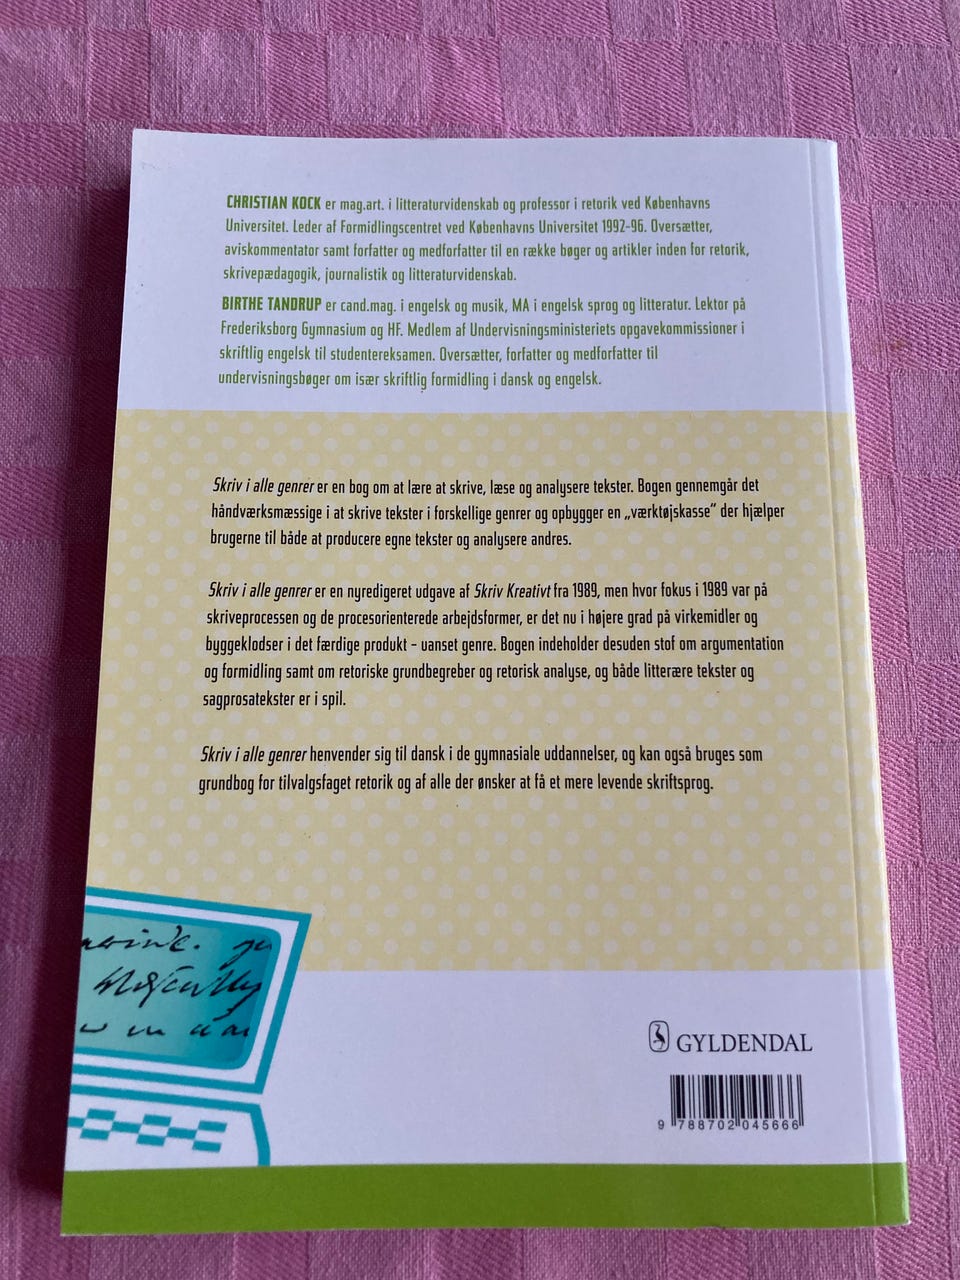 CHRISTIAN KOCK er mag.art. i litteraturvidenskab og professor i retorik ved Københavns
Universitet. Leder af Formidlingscentret ved Københavns Universitet 1992-96. Oversætter,
aviskommentator samt forfatter og medforfatter til en række bøger og artikler inden for retorik,
skrivepædagogik, journalistik og litteraturvidenskab.
BIRTHE TANDRUP er cand.mag. i engelsk og musik, MA i engelsk sprog og litteratur. Lektor på
Frederiksborg Gymnasium og HF. Medlem af Undervisningsministeriets opgavekommissioner i
skriftlig engelsk til studentereksamen. Oversætter, forfatter og medforfatter til
undervisningsbøger om især skriftlig formidling i dansk og engelsk.
Skriv i alle genrer er en bog om at lære at skrive, læse og analysere tekster. Bogen gennemgår det
håndværksmæssige i at skrive tekster i forskellige genrer og opbygger en „værktøjskasse” der hjælper
brugerne til både at producere egne tekster og analysere andres.
Skriv i alle genrer er en nyredigeret udgave af Skriv Kreativt fra 1989, men hvor fokus i 1989 var på
skriveprocessen og de procesorienterede arbejdsformer, er det nu i højere grad på virkemidler og
byggeklodser i det færdige produkt – uanset genre. Bogen indeholder desuden stof om argumentation
og formidling samt om retoriske grundbegreber og retorisk analyse, og både litterære tekster og
sagprosatekster er i spil.
Skriv i alle genrer henvender sig til dansk i de gymnasiale uddannelser, og kan også bruges som
grundbog for tilvalgsfaget retorik og af alle der ønsker at få et mere levende skriftsprog.
GYLDENDAL
9 788702 045666